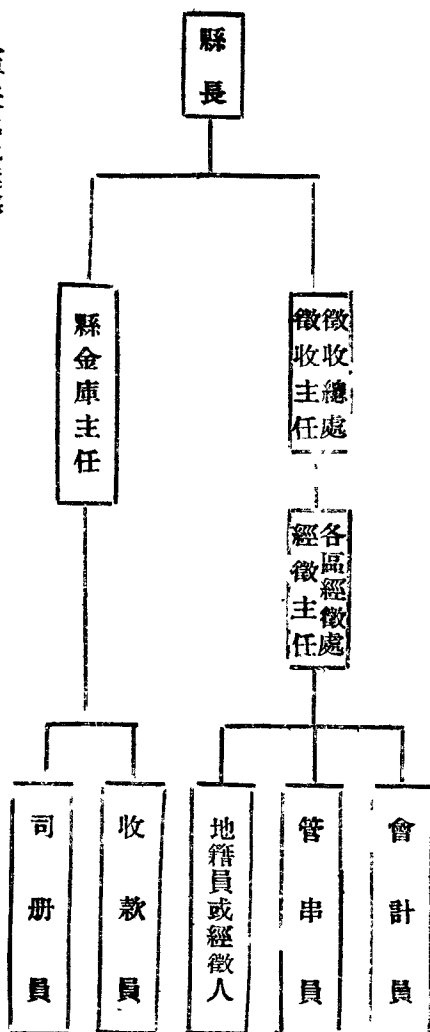 縣長
徵收總處
徵收主任
縣金庫主任
各區經徵處
經徵主任
會計員
管串員
地籍員或經徵人
收款員
司册員